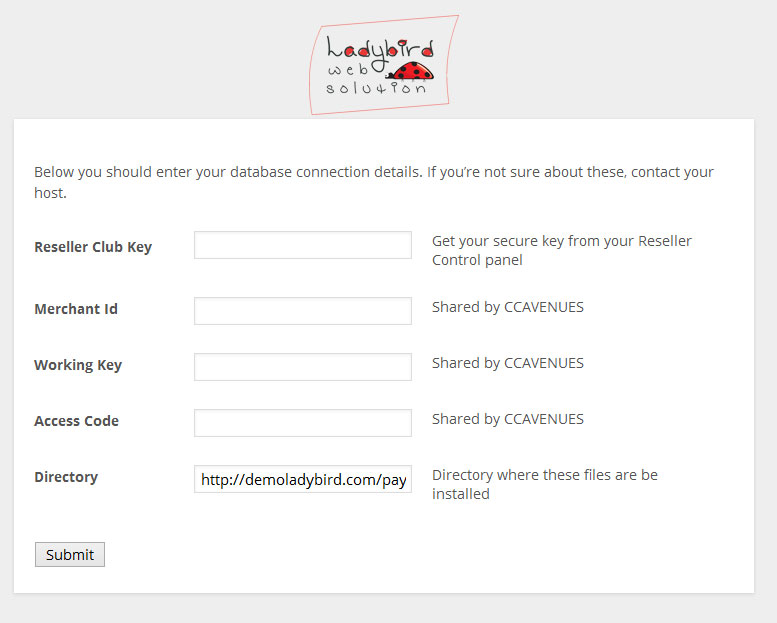 Ladybird
web
solution
Below you should enter your database connection details. If you’re not sure about these, contact your
host.
Reseller Club Key
Get your secure key from your Reseller
Control panel
Merchant Id
Shared by CCAVENUES
Working Key
Shared by CCAVENUES
Access Code
Shared by CCAVENUES
Directory
http://demoladybird.com/pay
Directory where these files are be
installed
Submit